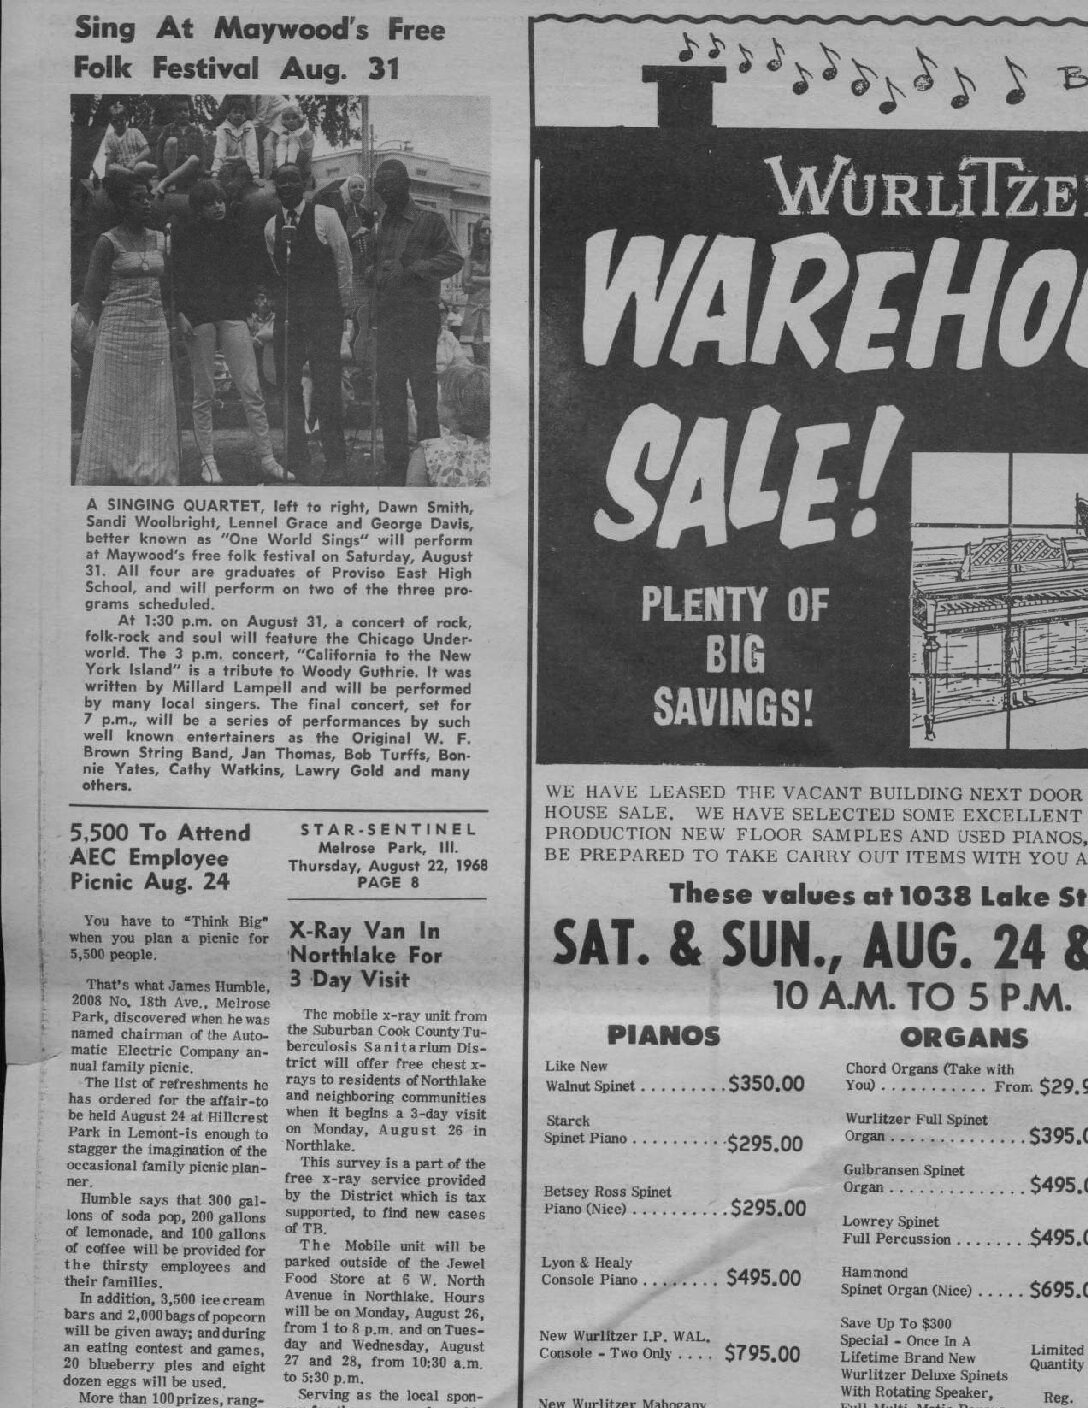 Sing At Maywood's Free
Folk Festival Aug. 31
A SINGING QUARTET, left to right, Dawn Smith,
Sandi Woolbright, Lennel Grace and George Davis,
better known as "One World Sings" will perform
at Maywood's free folk festival on Saturday, August
31. All four are graduates of Proviso East High
School, and will perform on two of the three pro-
grams scheduled.
At 1:30 p.m. on August 31, a concert of rock,
folk-rock and soul will feature the Chicago Under-
world. The 3 p.m. concert, "California to the New
York Island" is a tribute to Woody Guthrie. It was
written by Millard Lampell and will be performed
by many local singers. The final concert, set for
7 p.m., will be a series of performances by such
well known entertainers as the Original W. F.
Brown String Band, Jan Thomas, Bob Turffs, Bon-
nie Yates, Cathy Watkins, Lawry Gold and many
others.
5,500 To Attend
AEC Employee
Picnic Aug. 24
You have to "Think Big"
when you plan a picnic for
5,500 people.
That's what James Humble,
2008 No. 18th Ave., Melrose
Park, discovered when he was
named chairman of the Auto-
matic Electric Company an-
nual family picnic.
The list of refreshments he
has ordered for the affair-to
be held August 24 at Hillcrest
Park in Lemont-is enough to
stagger the imagination of the
occasional family picnic plan-
ner.
Humble says that 300 gal-
lons of soda pop, 200 gallons
of lemonade, and 100 gallons
of coffee will be provided for
the thirsty employees and
their families.
In addition, 3,500 ice cream
bars and 2,000 bags of popcorn
will be given away; and during
an eating contest and games,
20 blueberry pies and eight
dozen eggs will be used.
More than 100 prizes, rang-
STAR-SENTINEL
Melrose Park, Ill.
Thursday, August 22, 1968
PAGE 8
X-Ray Van In
Northlake For
3 Day Visit
The mobile x-ray unit from
the Suburban Cook County Tu-
berculosis Sanitarium Dis-
trict will offer free chest x-
rays to residents of Northlake
and neighboring communities
when it begins a 3-day visit
on Monday, August 26 in
Northlake.
This survey is a part of the
free x-ray service provided
by the District which is tax
supported, to find new cases
of TB.
The Mobile unit will be
parked outside of the Jewel
Food Store at 6 W. North
Avenue in Northlake. Hours
will be on Monday, August 26,
from 1 to 8 p.m. and on Tues-
day and Wednesday, August
27 and 28, from 10:30 a.m.
to 5:30 p.m.
Serving as the local spon-
B
WURLITZE
WAREHO
SALE!
PLENTY OF
BIG
SAVINGS!
WE HAVE LEASED THE VACANT BUILDING NEXT DOOR
HOUSE SALE. WE HAVE SELECTED SOME EXCELLENT
PRODUCTION NEW FLOOR SAMPLES AND USED PIANOS,
BE PREPARED TO TAKE CARRY OUT ITEMS WITH YOU A
These values at 1038 Lake St
SAT. & SUN., AUG. 24 &
10 A.M. TO 5 P.M.
PIANOS
Like New
Walnut Spinet . . . . . . . . . $350.00
Starck
Spinet Piano . . . . . . . . . . $295.00
Betsey Ross Spinet
Piano (Nice) . . . . . . . . . . $295.00
Lyon & Healy
Console Piano . . . . . . . . $495.00
New Wurlitzer I.P. WAL.
Console - Two Only . . . . $795.00
New Wurlitzer Mahogany
ORGANS
Chord Organs (Take with
You) . . . . . . . . . . . From $29.9
Wurlitzer Full Spinet
Organ . . . . . . . . . . . . . $395.0
Gulbransen Spinet
Organ . . . . . . . . . . . . . $495.0
Lowrey Spinet
Full Percussion . . . . . . . $495.0
Hammond
Spinet Organ (Nice) . . . . . $695.0
Save Up To $300
Special - Once In A
Lifetime Brand New
Wurlitzer Deluxe Spinets
With Rotating Speaker,
Limited
Quantity
Reg.